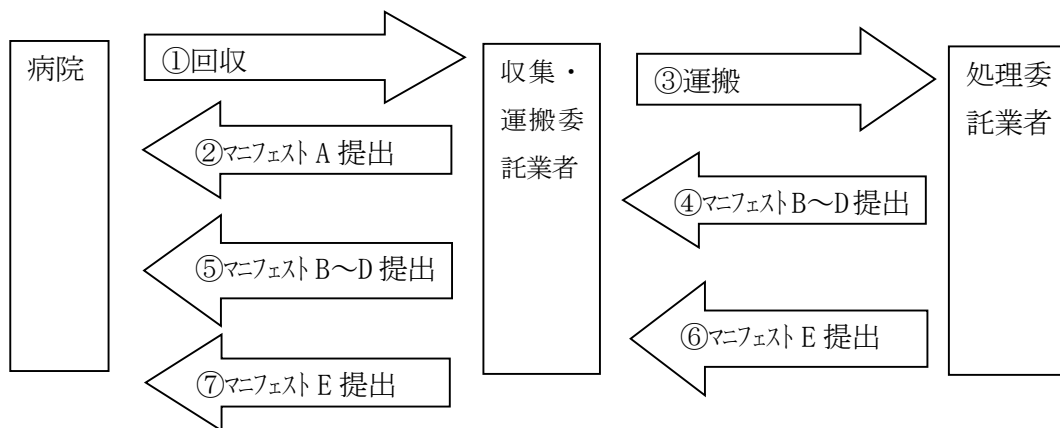 病院
①回収
②マニフェスト A 提出
⑤マニフェスト B～D 提出
⑦マニフェスト E 提出
収集・
運搬委
託業者
③運搬
④マニフェスト B～D 提出
⑥マニフェスト E 提出
処理委
託業者